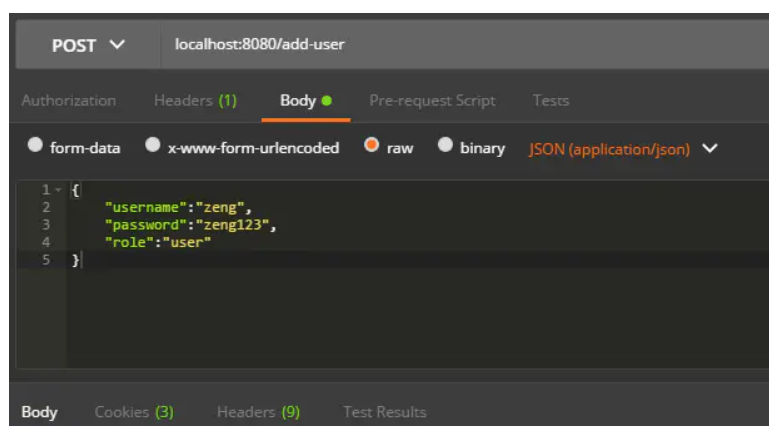 POST localhost:8080/add-user
Authorization Headers (1) Body Pre-request Script Tests
form-data x-www-form-urlencoded raw binary JSON (application/json)
1 {
2 "username":"zeng",
3 "password":"zeng123",
4 "role":"user"
5 }
Body Cookies (3) Headers (9) Test Results